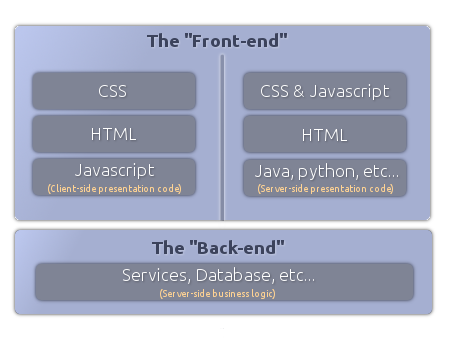 The "Front-end"
CSS
HTML
Javascript
(Client-side presentation code)
CSS & Javascript
HTML
Java, python, etc...
(Server-side presentation code)
The "Back-end"
Services, Database, etc...
(Server-side business logic)